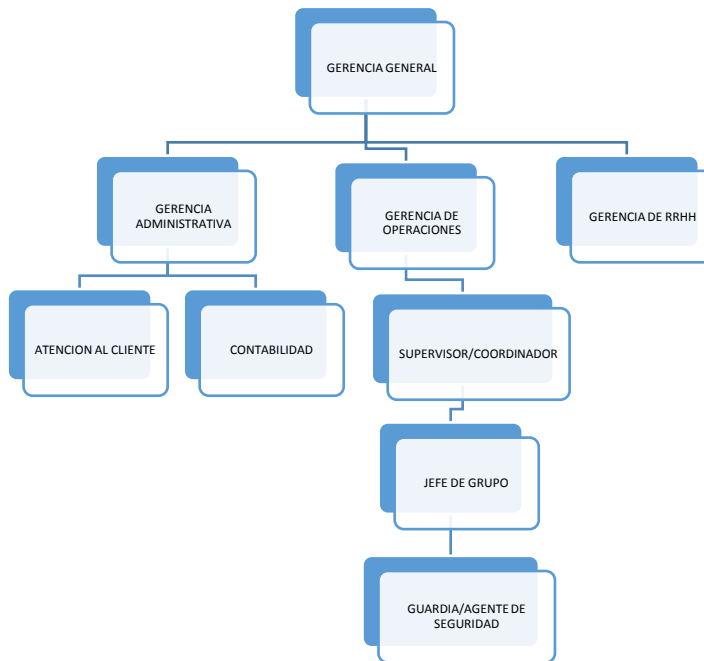 GERENCIA GENERAL
GERENCIA
ADMINISTRATIVA
GERENCIA DE
OPERACIONES
GERENCIA DE RRHH
ATENCION AL CLIENTE
CONTABILIDAD
SUPERVISOR/COORDINADOR
JEFE DE GRUPO
GUARDIA/AGENTE DE
SEGURIDAD